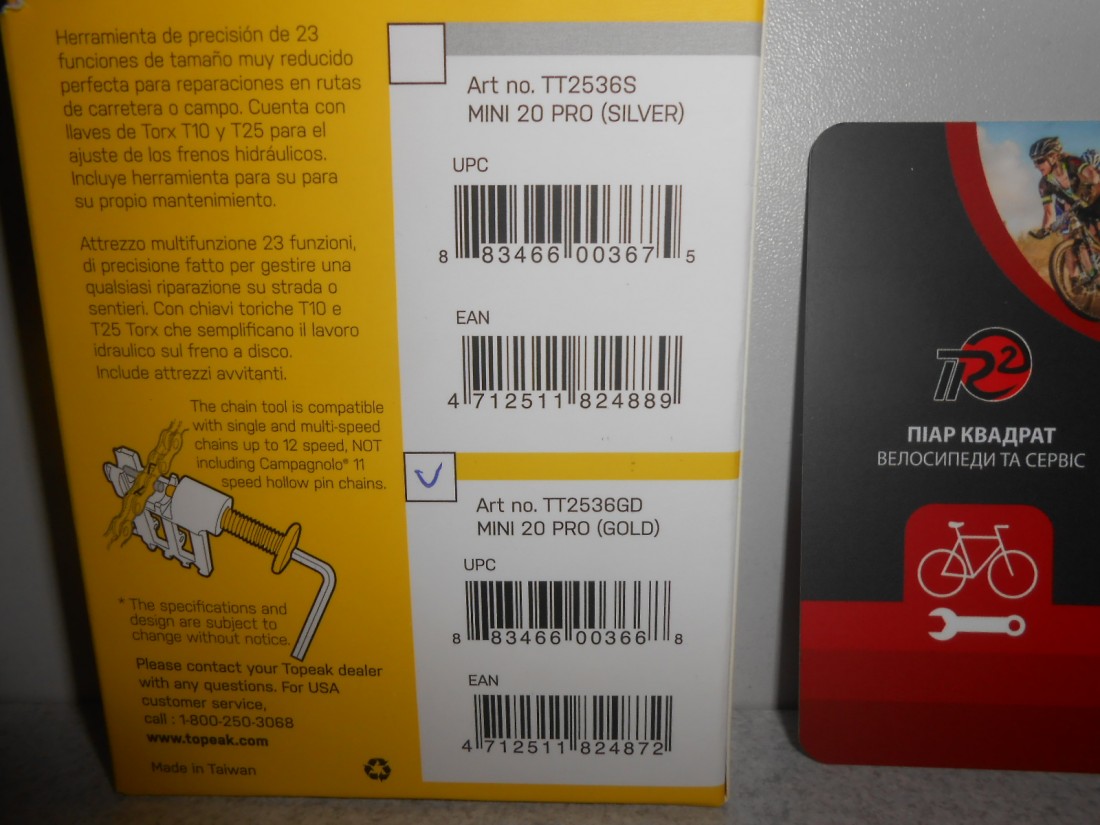 Herramienta de precisión de 23
funciones de tamaño muy reducido
perfecta para reparaciones en rutas
de carretera o campo. Cuenta con
llaves de Torx T10 y T25 para el
ajuste de los frenos hidráulicos.
Incluye herramienta para su para
su propio mantenimiento.
Attrezzo multifunzione 23 funzioni,
di precisione fatto per gestire una
qualsiasi riparazione su strada o
sentieri. Con chiavi toriche T10 e
T25 Torx che semplificano il lavoro
idraulico sul freno a disco.
Include attrezzi avvitanti.
The chain tool is compatible
with single and multi-speed
chains up to 12 speed, NOT
including Campagnolo® 11
speed hollow pin chains.
* The specifications and
design are subject to
change without notice.
Please contact your Topeak dealer
with any questions. For USA
customer service,
call : 1-800-250-3068
www.topeak.com
Made in Taiwan
Art no. TT2536S
MINI 20 PRO (SILVER)
UPC
8 83466 00367 5
EAN
4 712511 824889
Art no. TT2536GD
MINI 20 PRO (GOLD)
UPC
8 83466 00366 8
EAN
4 712511 824872
ПR2
ПІАР КВАДРАТ
ВЕЛОСИПЕДИ ТА СЕРВІС